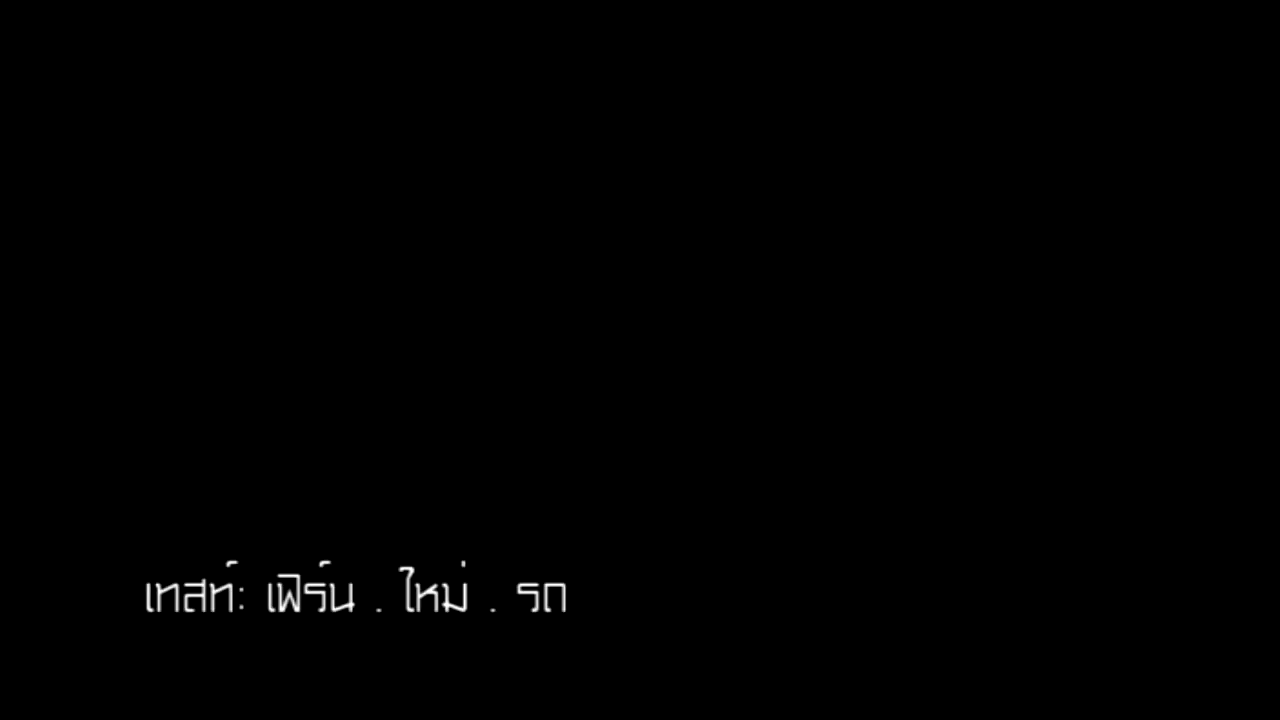 เทสท์: เฟิร์น . ใหม่ . รถ